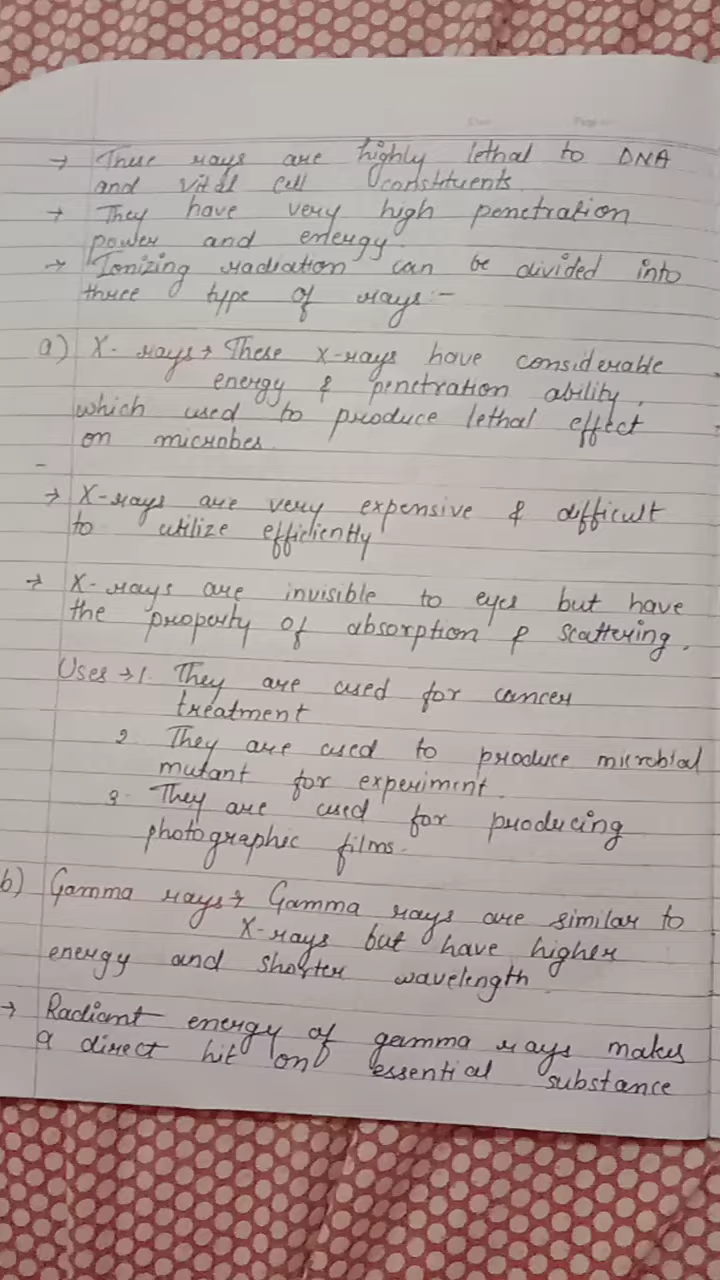 → These rays are highly lethal to DNA
and vital cell constituents.
→ They have very high penetration
power and energy.
→ Ionizing radiation can be divided into
three type of rays:-
a) X-rays → These X-rays have considerable
energy & penetration ability,
which used to produce lethal effect
on microbes.
→ X-rays are very expensive & difficult
to utilize efficiently
→ X-rays are invisible to eyes but have
the property of absorption & scattering.
Uses → 1. They are used for cancer
treatment
2. They are used to produce microbial
mutant for experiment.
3. They are used for producing
photographic films.
b) Gamma rays → Gamma rays are similar to
X-rays but have higher
energy and shorter wavelength
→ Radiant energy of gamma rays makes
a direct hit on essential substance